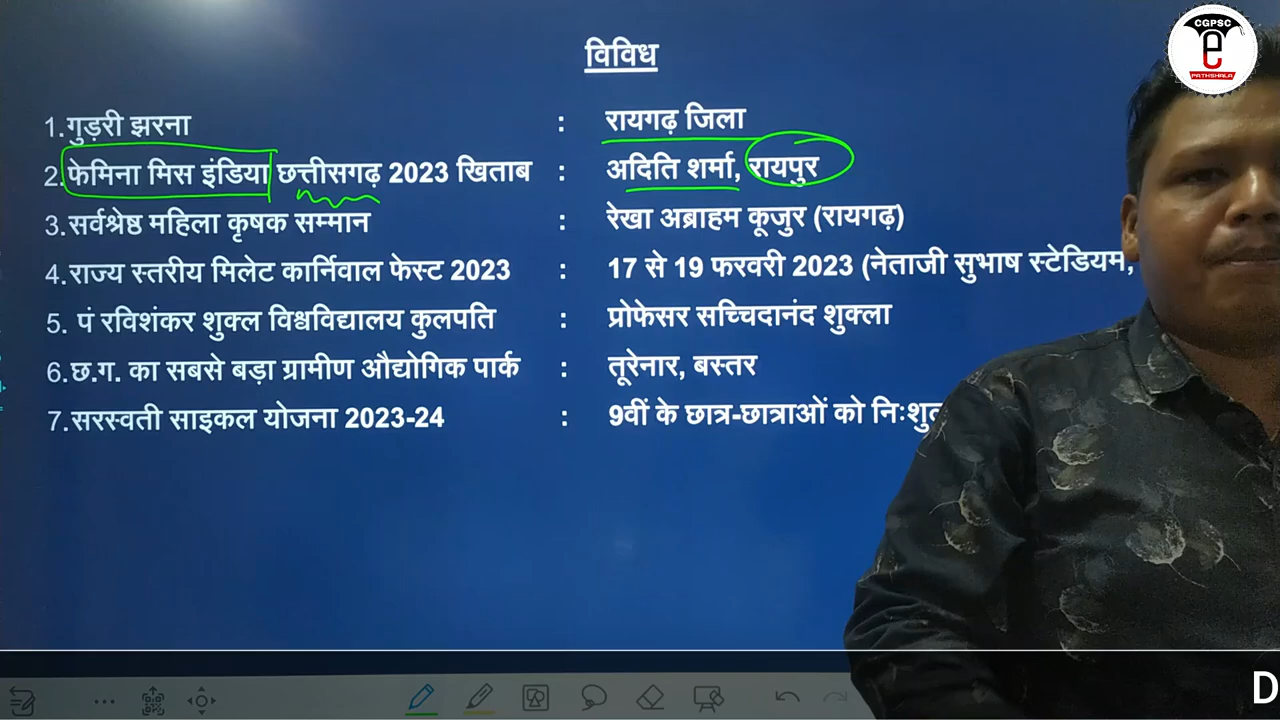 CGPSC
e
PATHSHALA
विविध
1. गुड़री झरना : रायगढ़ जिला
2. फेमिना मिस इंडिया छत्तीसगढ़ 2023 खिताब : अदिति शर्मा, रायपुर
3. सर्वश्रेष्ठ महिला कृषक सम्मान : रेखा अब्राहम कूजुर (रायगढ़)
4. राज्य स्तरीय मिलेट कार्निवाल फेस्ट 2023 : 17 से 19 फरवरी 2023 (नेताजी सुभाष स्टेडियम,
5. पं रविशंकर शुक्ल विश्वविद्यालय कुलपति : प्रोफेसर सच्चिदानंद शुक्ला
6. छ.ग. का सबसे बड़ा ग्रामीण औद्योगिक पार्क : तूरेनार, बस्तर
7. सरस्वती साइकल योजना 2023-24 : 9वीं के छात्र-छात्राओं को
D